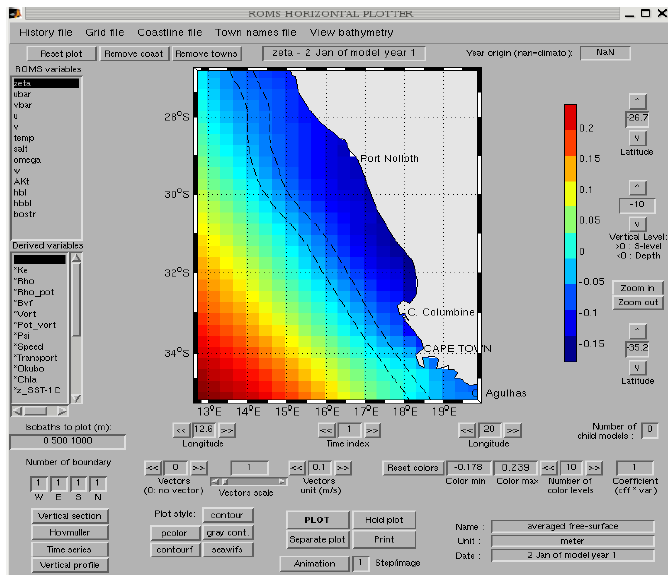 ROMS HORIZONTAL PLOTTER
History file Grid file Coastline file Town names file View bathymetry
Reset plot Remove coast Remove towns zeta - 2 Jan of model year 1 Year origin (nan=climato): NaN
ROMS variables
zeta
ubar
vbar
u
v
temp
salt
omega
w
AKt
hbl
hbbl
bostr
Derived variables
*Ke
*Rho
*Rho_pot
*Bvf
*Vort
*Pot_vort
*Psi
*Speed
*Transport
*Okubo
*Chla
*z_SST-1C
28°S
30°S
32°S
34°S
Port Nolloth
C. Columbine
CAPE TOWN
Agulhas
13°E 14°E 15°E 16°E 17°E 18°E 19°E
0.2
0.15
0.1
0.05
0
-0.05
-0.1
-0.15
^
-26.7
v
Latitude
^
-10
v
Vertical Level:
>0 : S-level
<0 : Depth
Zoom in
Zoom out
^
-35.2
v
Latitude
Isobaths to plot (m):
0 500 1000
<< 12.6 >>
Longitude
<< 1 >>
Time index
<< 20 >>
Longitude
Number of
child models :
0
Number of boundary
1 1 1 1
W E S N
<< 0 >>
Vectors
(0: no vector)
1
Vectors scale
<< 0.1 >>
Vectors
unit (m/s)
Reset colors
-0.178
Color min
0.239
Color max
<< 10 >>
Number of
color levels
1
Coefficient
(cff * var)
Vertical section
Hovmuller
Time series
Vertical profile
Plot style: contour
pcolor gray cont.
contourf seawifs
PLOT Hold plot
Separate plot Print
Animation 1 Step/image
Name : averaged free-surface
Unit : meter
Date : 2 Jan of model year 1